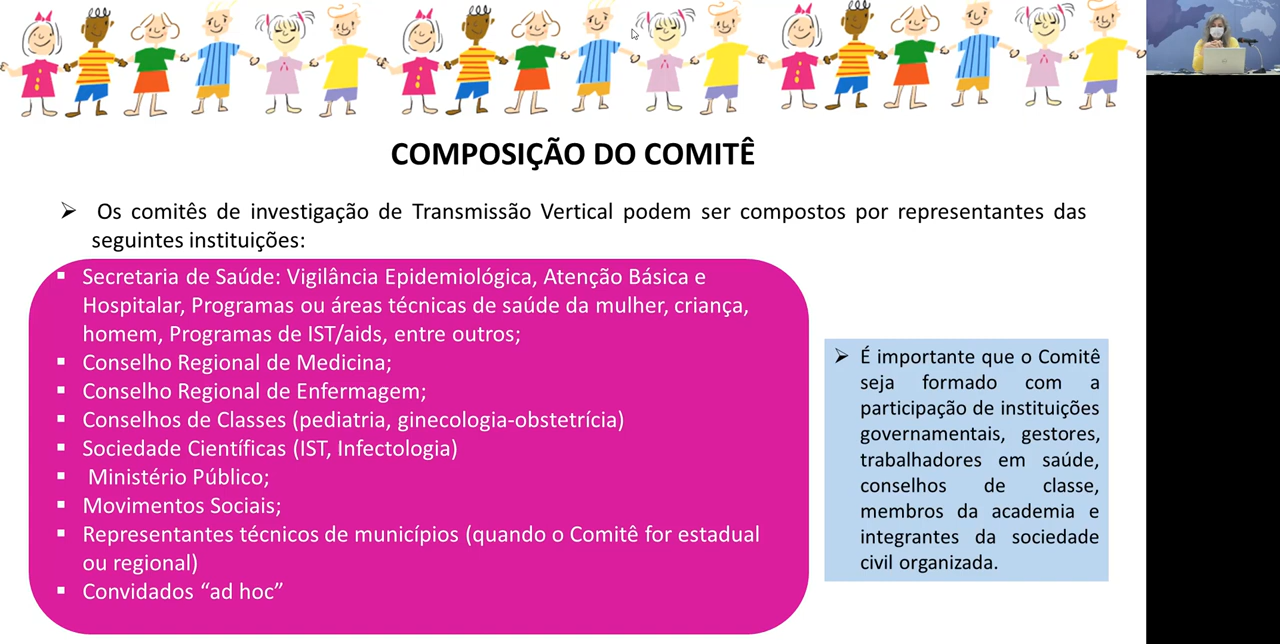 COMPOSIÇÃO DO COMITÊ
➢ Os comitês de investigação de Transmissão Vertical podem ser compostos por representantes das
seguintes instituições:
▪ Secretaria de Saúde: Vigilância Epidemiológica, Atenção Básica e
Hospitalar, Programas ou áreas técnicas de saúde da mulher, criança,
homem, Programas de IST/aids, entre outros;
▪ Conselho Regional de Medicina;
▪ Conselho Regional de Enfermagem;
▪ Conselhos de Classes (pediatria, ginecologia-obstetrícia)
▪ Sociedade Científicas (IST, Infectologia)
▪ Ministério Público;
▪ Movimentos Sociais;
▪ Representantes técnicos de municípios (quando o Comitê for estadual
ou regional)
▪ Convidados “ad hoc”
➢ É importante que o Comitê
seja formado com a
participação de instituições
governamentais, gestores,
trabalhadores em saúde,
conselhos de classe,
membros da academia e
integrantes da sociedade
civil organizada.